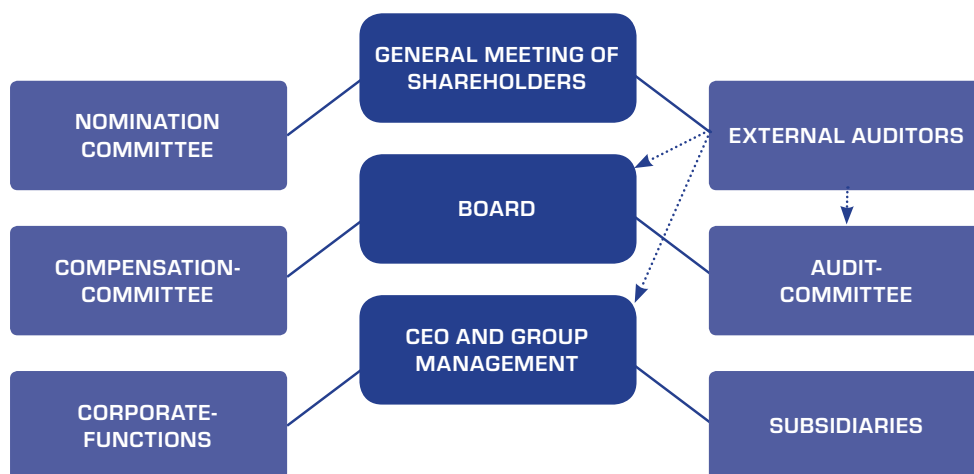 GENERAL MEETING OF
SHAREHOLDERS
NOMINATION
COMMITTEE
EXTERNAL AUDITORS
BOARD
COMPENSATION-
COMMITTEE
AUDIT-
COMMITTEE
CEO AND GROUP
MANAGEMENT
CORPORATE-
FUNCTIONS
SUBSIDIARIES